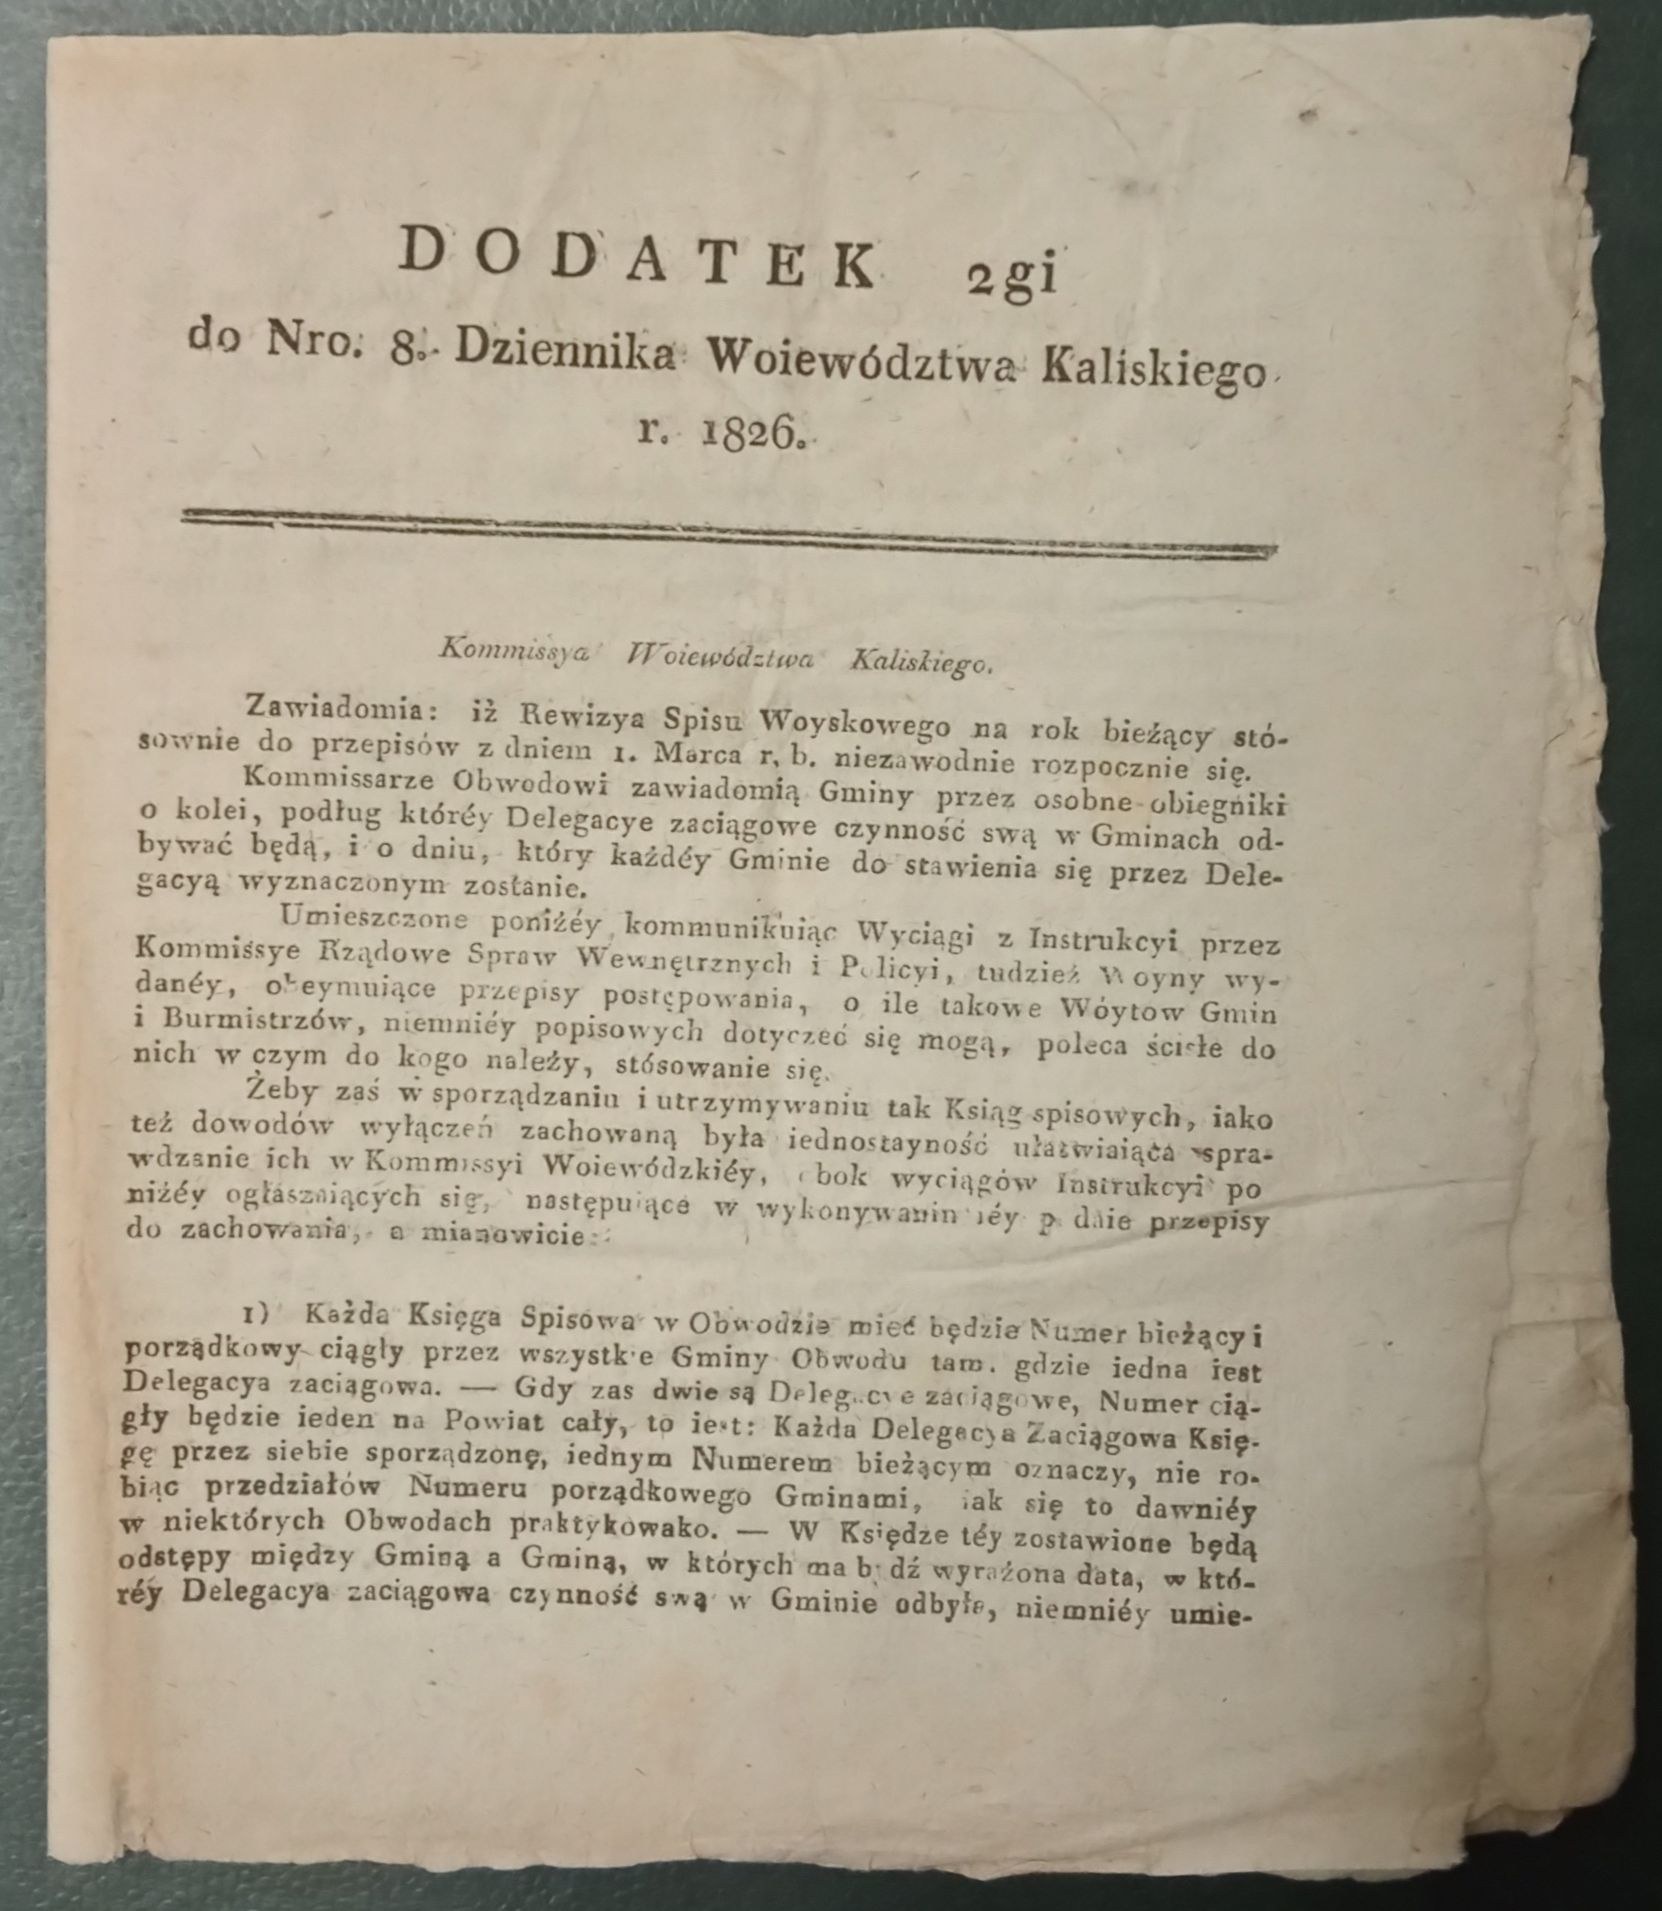 DODATEK 2gi
do Nro. 8. Dziennika Woiewództwa Kaliskiego
r. 1826.
Kommissya Woiewództwa Kaliskiego.
Zawiadomia: iż Rewizya Spisu Woyskowego na rok bieżący stó-
sownie do przepisów z dniem 1. Marca r. b. niezawodnie rozpocznie się.
Kommissarze Obwodowi zawiadomią Gminy przez osobne obiegniki
o kolei, podług któréy Delegacye zaciągowe czynność swą w Gminach od-
bywać będą, i o dniu, który każdéy Gminie do stawienia się przez Dele-
gacyą wyznaczonym zostanie.
Umieszczone poniżéy kommunikuiąc Wyciągi z Instrukcyi przez
Kommissye Rządowe Spraw Wewnętrznych i Policyi, tudzież Woyny wy-
danéy, obeymuiące przepisy postępowania, o ile takowe Wóytow Gmin
i Burmistrzów, niemniéy popisowych dotyczeć się mogą, poleca ścisłe do
nich w czym do kogo należy, stósowanie się.
Żeby zaś w sporządzaniu i utrzymywaniu tak Ksiąg spisowych, iako
też dowodów wyłączeń zachowaną była iednostayność ułatwiaiąca spra-
wdzanie ich w Kommissyi Woiewódzkiéy, obok wyciągów Instrukcyi po
niżéy ogłaszaiących się, następuiące w wykonywaniu iéy podaie przepisy
do zachowania, a mianowicie:
1) Każda Księga Spisowa w Obwodzie mieć będzie Numer bieżący i
porządkowy ciągły przez wszystkie Gminy Obwodu tam. gdzie iedna iest
Delegacya zaciągowa. — Gdy zas dwie są Delegacye zaciągowe, Numer cią-
gły będzie ieden na Powiat cały, to iest: Każda Delegacya Zaciągowa Księ-
gę przez siebie sporządzonę, iednym Numerem bieżącym oznaczy, nie ro-
biąc przedziałów Numeru porządkowego Gminami, iak się to dawniéy
w niektórych Obwodach praktykowako. — W Księdze téy zostawione będą
odstępy między Gminą a Gminą, w których ma bydź wyrażona data, w któ-
réy Delegacya zaciągowa czynność swą w Gminie odbyła, niemniéy umie-